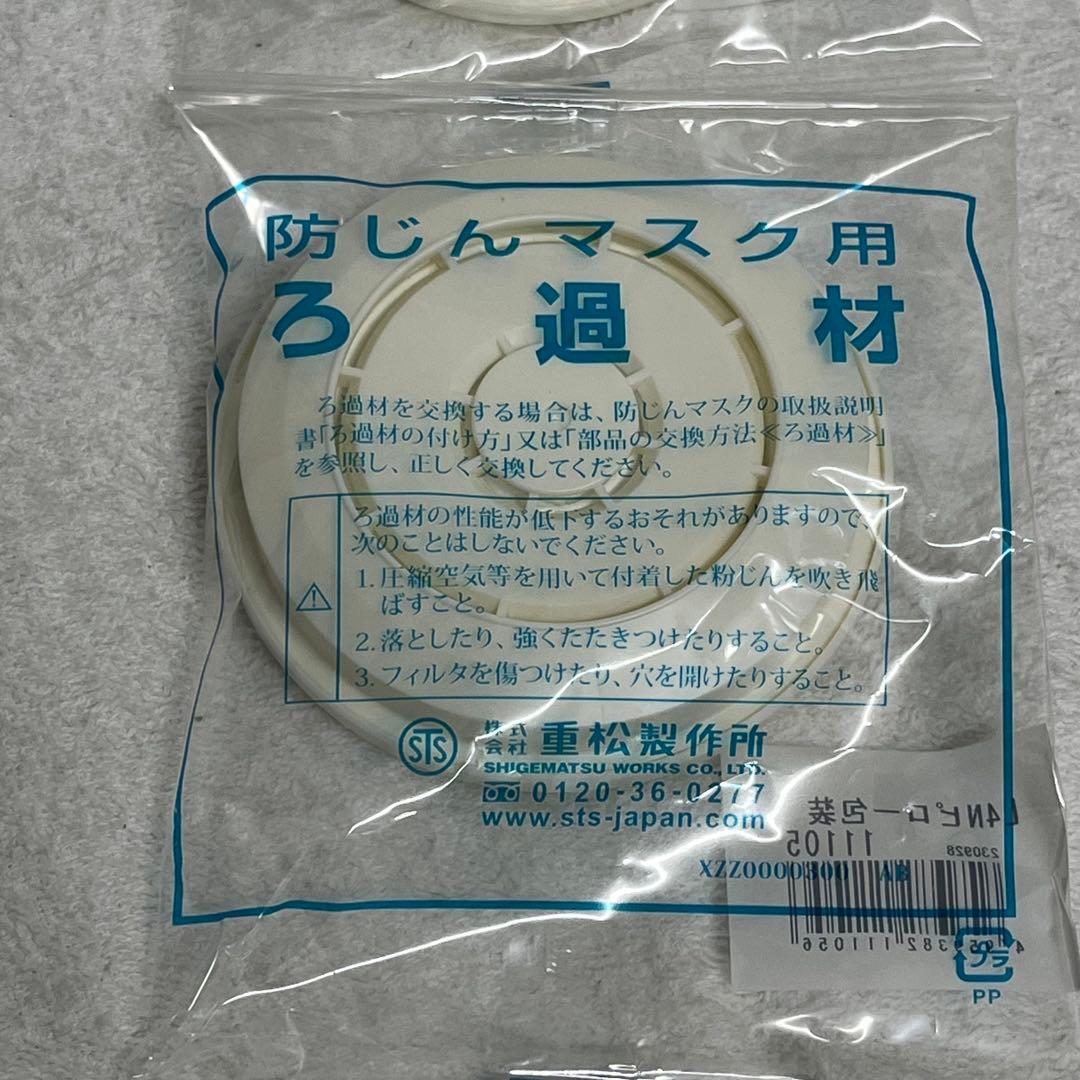 防じんマスク用
ろ過材
ろ過材を交換する場合は、防じんマスクの取扱説明
書「ろ過材の付け方」又は「部品の交換方法≪ろ過材≫」
を参照し、正しく交換してください。
ろ過材の性能が低下するおそれがありますので、
次のことはしないでください。
1. 圧縮空気等を用いて付着した粉じんを吹き飛
ばすこと。
2. 落としたり、強くたたきつけたりすること。
3. フィルタを傷つけたり、穴を開けたりすること。
STS 株式会社 重松製作所
SHIGEMATSU WORKS CO., LTD.
0120-36-0277
www.sts-japan.com
L4Nピロー包装
11105
230928
XZZ0000300 AB
4 959382 111056
プラ
PP